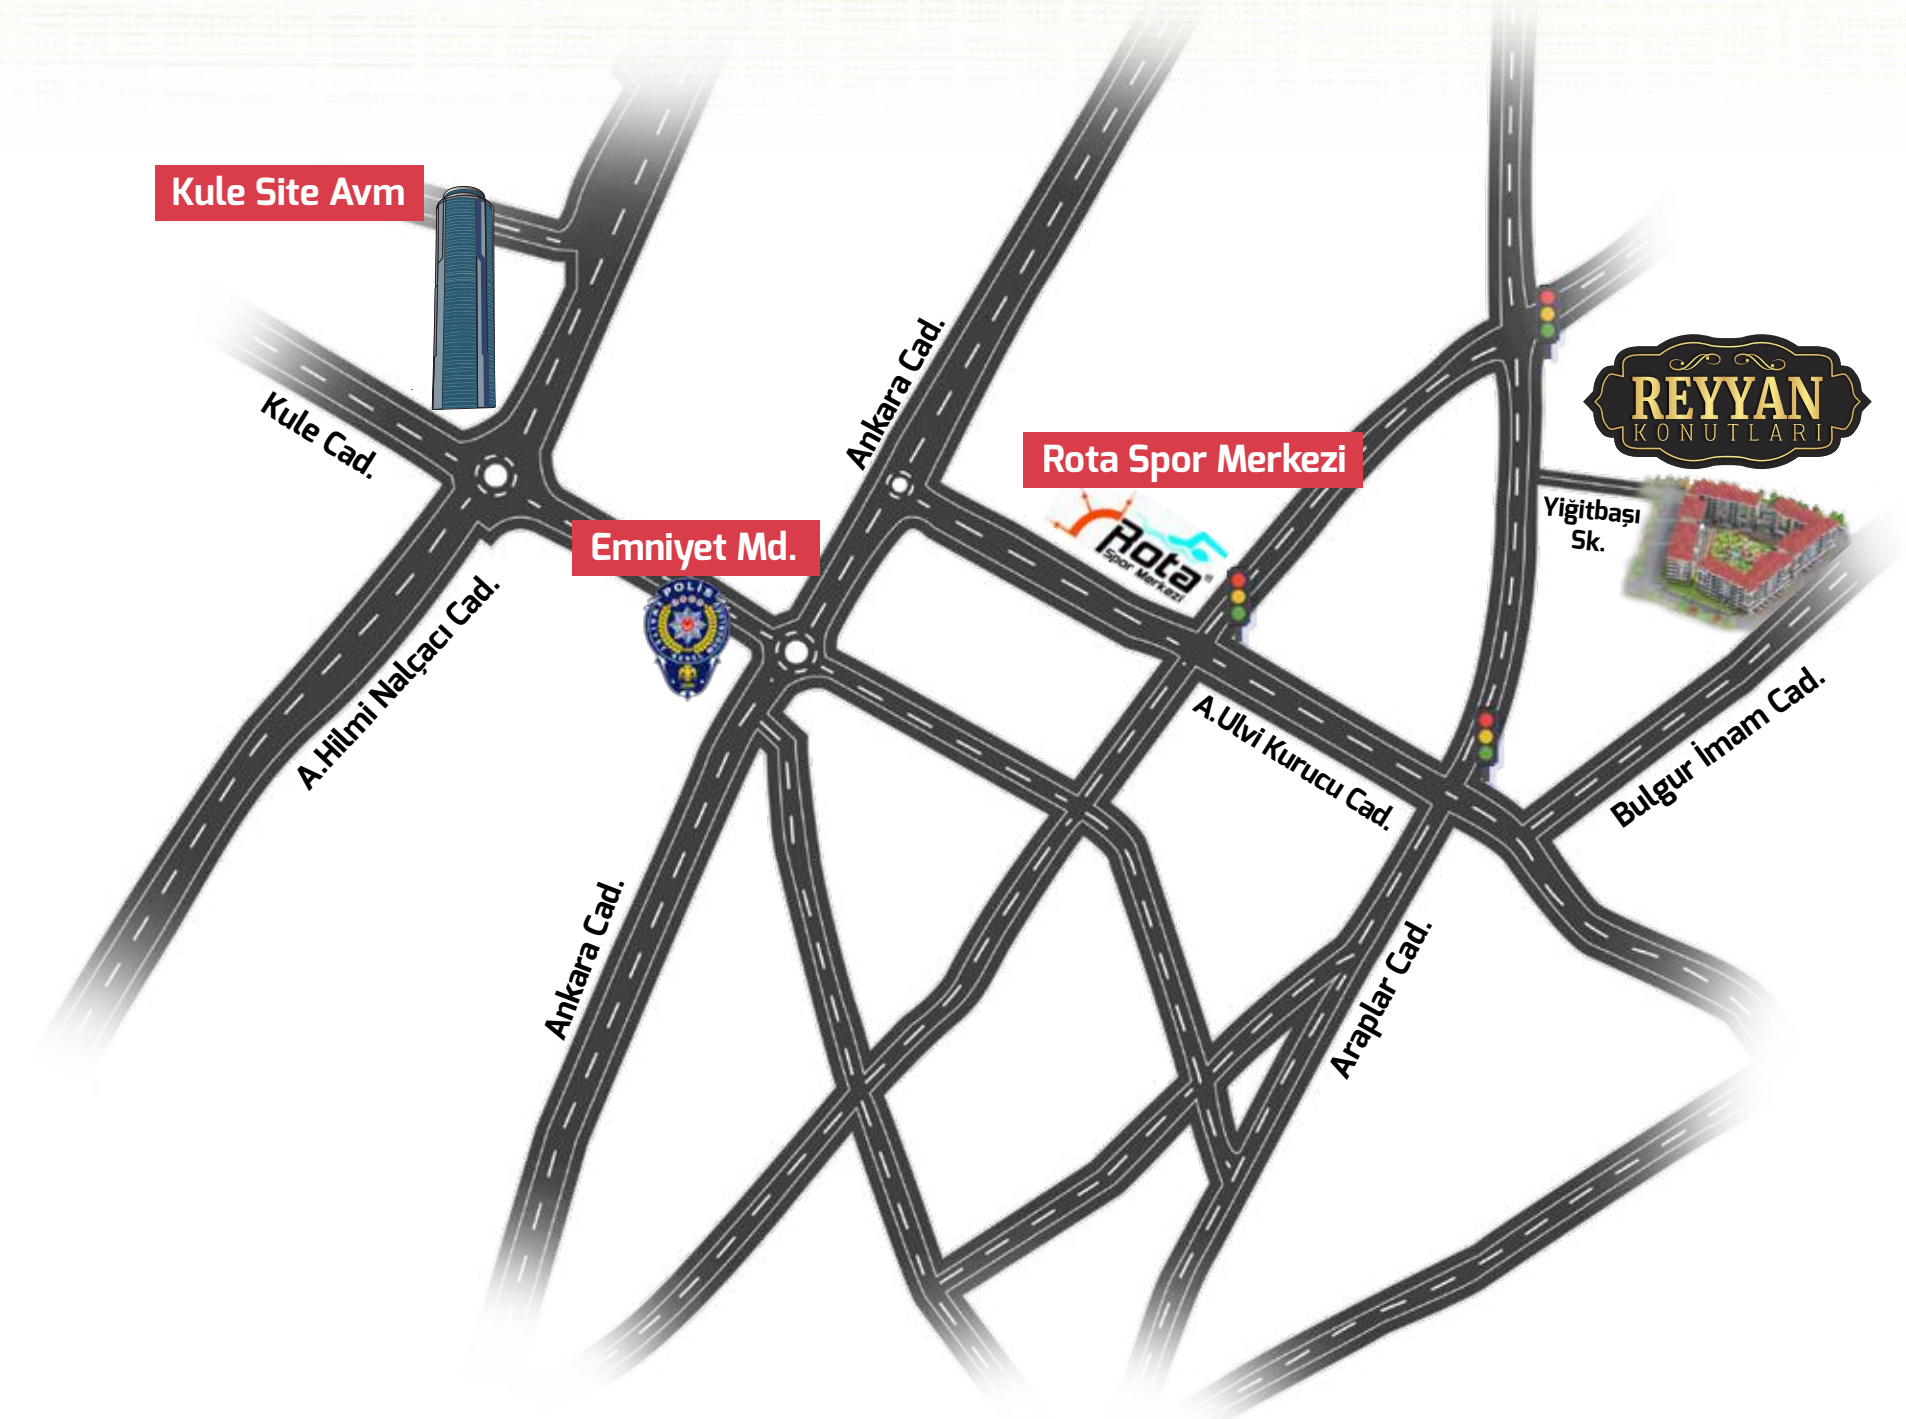 Kule Site Avm
Kule Cad.
Ankara Cad.
REYYAN
KONUTLARI
Rota Spor Merkezi
Rota
Spor Merkezi
Yiğitbaşı
Sk.
Emniyet Md.
POLİS
A.Hilmi Nalçacı Cad.
A.Ulvi Kurucu Cad.
Bulgur İmam Cad.
Ankara Cad.
Araplar Cad.